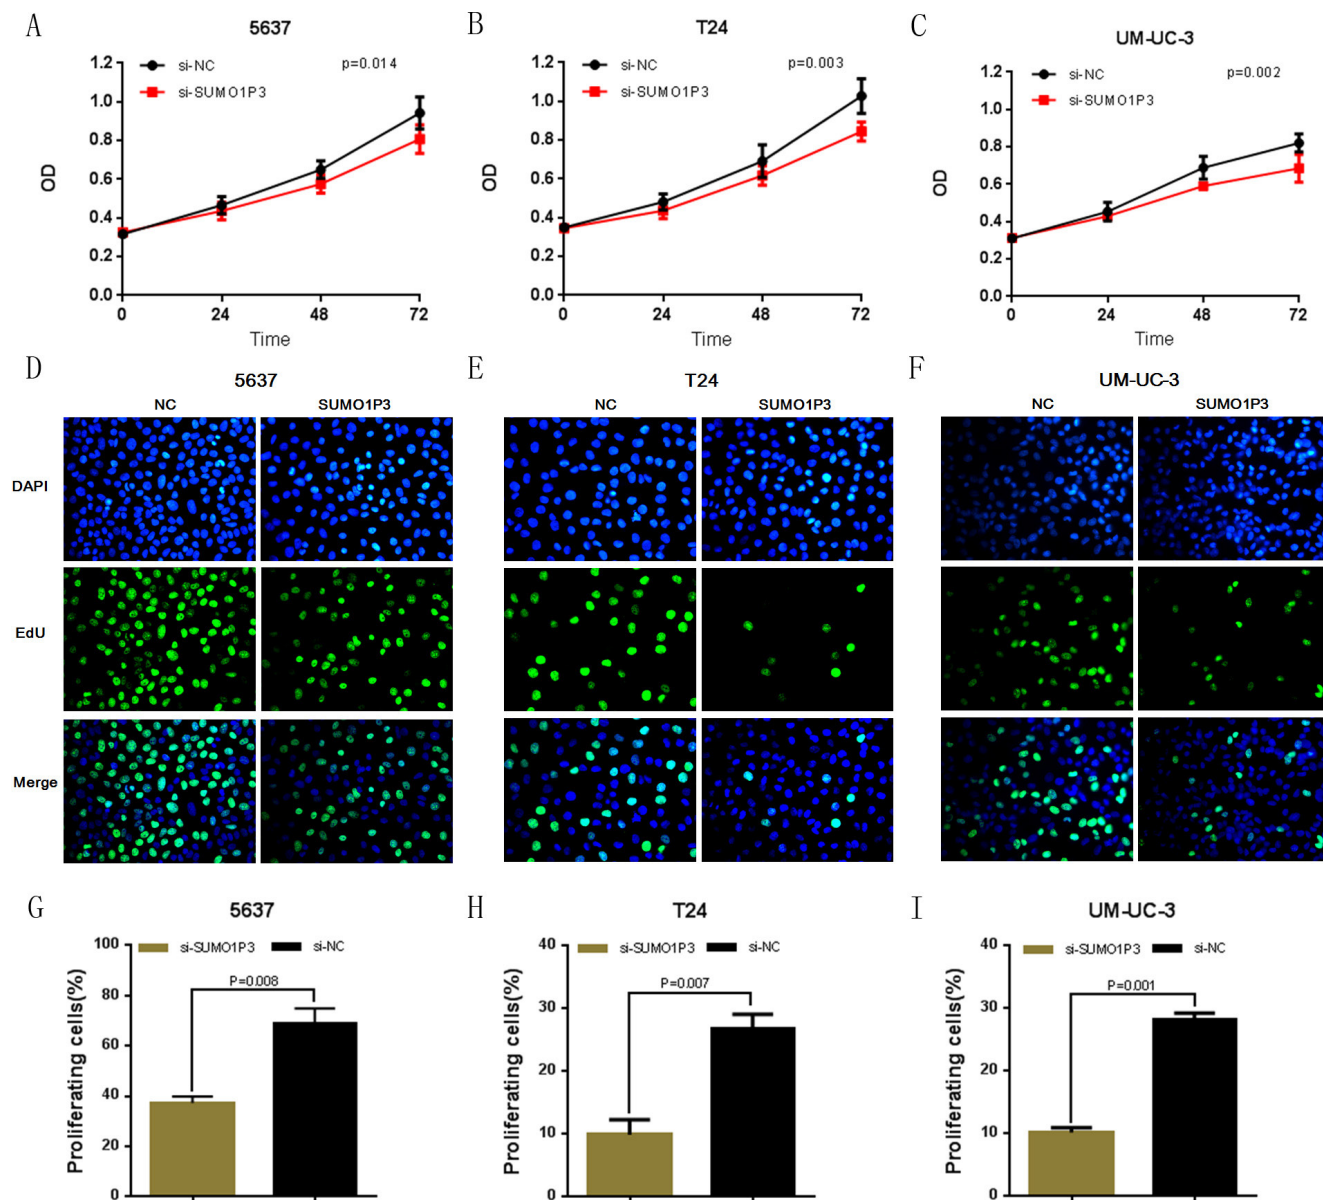 A
5637
si-NC
si-SUMO1P3
p=0.014
1.2
1.0
0.8
0.6
0.4
0.2
0.0
OD
0 24 48 72
Time
B
T24
si-NC
si-SUMO1P3
p=0.003
1.2
1.0
0.8
0.6
0.4
0.2
0.0
OD
0 24 48 72
Time
C
UM-UC-3
si-NC
si-SUMO1P3
p=0.002
1.2
1.0
0.8
0.6
0.4
0.2
0.0
OD
0 24 48 72
Time
D
5637
NC SUMO1P3
E
T24
NC SUMO1P3
F
UM-UC-3
NC SUMO1P3
DAPI
EdU
Merge
G
5637
si-SUMO1P3 si-NC
P=0.008
100
80
60
40
20
0
Proliferating cells(%)
H
T24
si-SUMO1P3 si-NC
P=0.007
40
30
20
10
0
Proliferating cells(%)
I
UM-UC-3
si-SUMO1P3 si-NC
P=0.001
40
30
20
10
0
Proliferating cells(%)